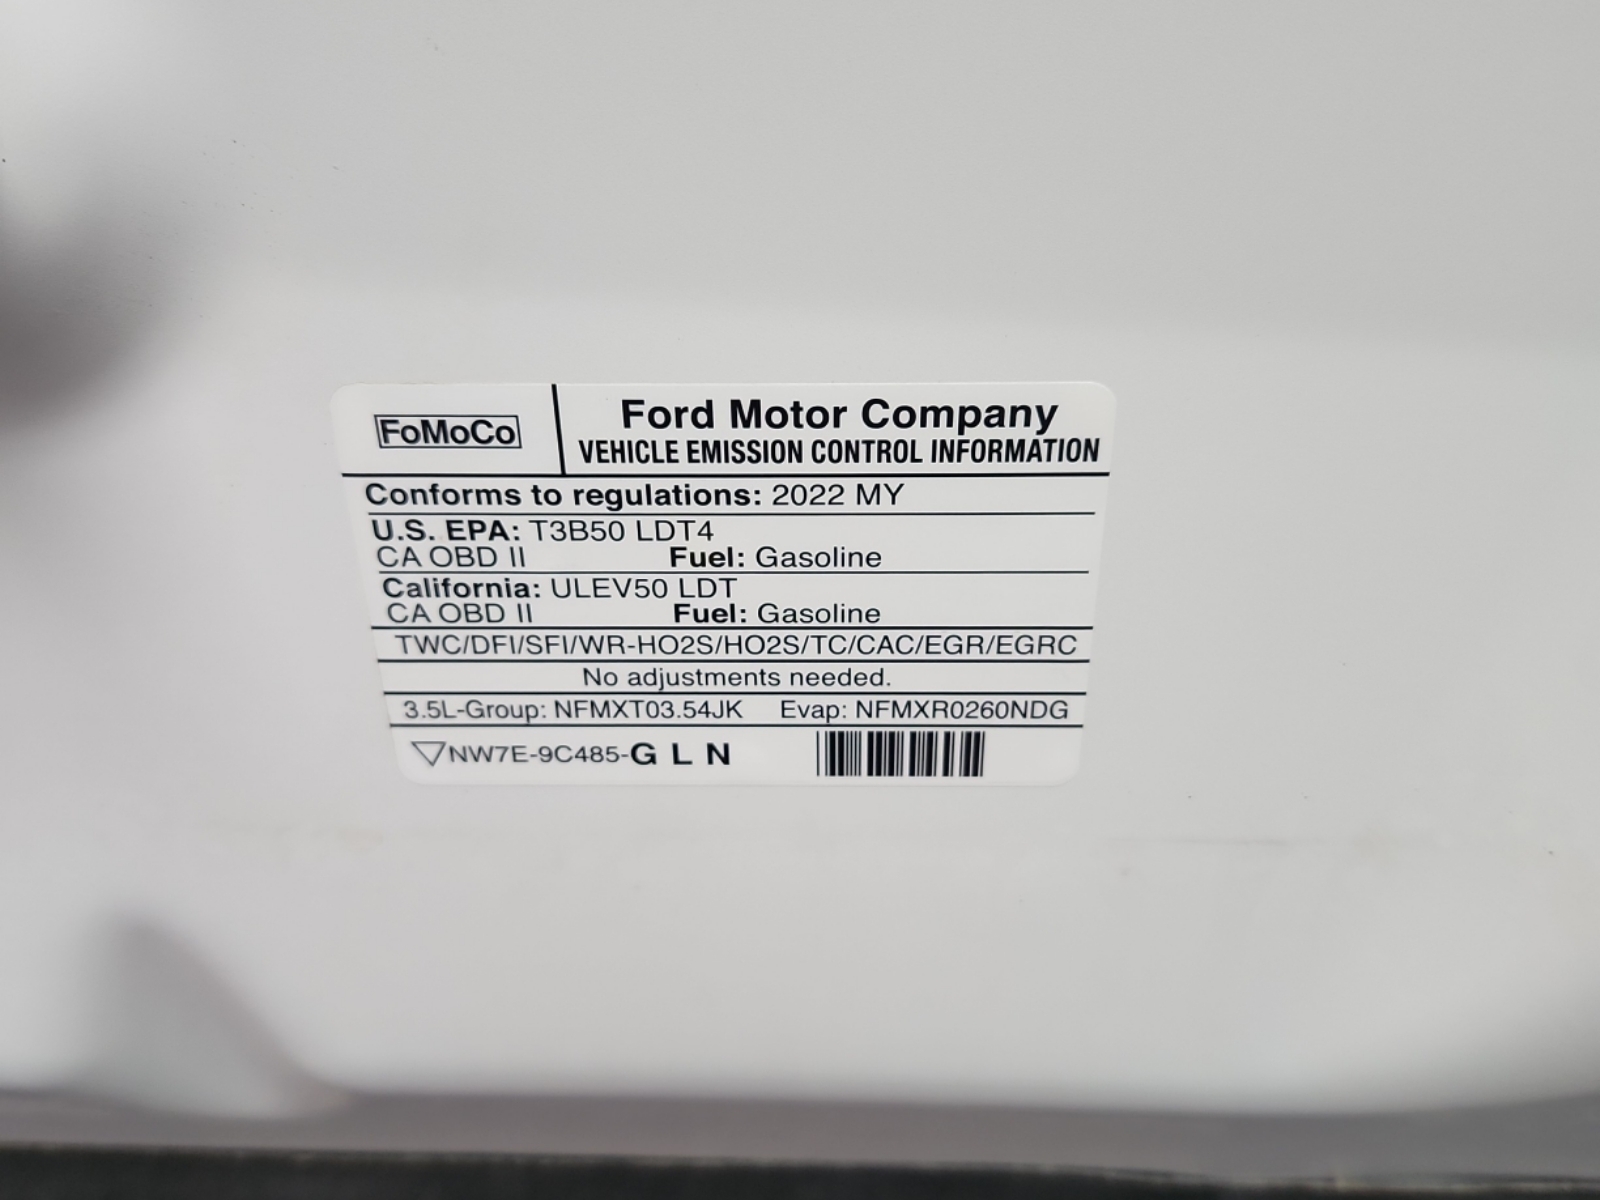 FoMoCo
Ford Motor Company
VEHICLE EMISSION CONTROL INFORMATION
Conforms to regulations: 2022 MY
U.S. EPA: T3B50 LDT4
CA OBD II Fuel: Gasoline
California: ULEV50 LDT
CA OBD II Fuel: Gasoline
TWC/DFI/SFI/WR-HO2S/HO2S/TC/CAC/EGR/EGRC
No adjustments needed.
3.5L-Group: NFMXT03.54JK Evap: NFMXR0260NDG
NW7E-9C485-G L N